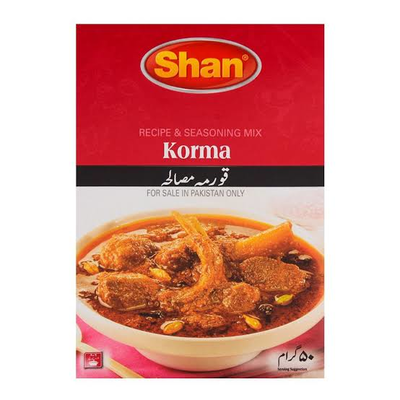 Shan®
RECIPE & SEASONING MIX
Korma
قورمہ مصالحہ
FOR SALE IN PAKISTAN ONLY
۵۰ گرام
Serving Suggestion